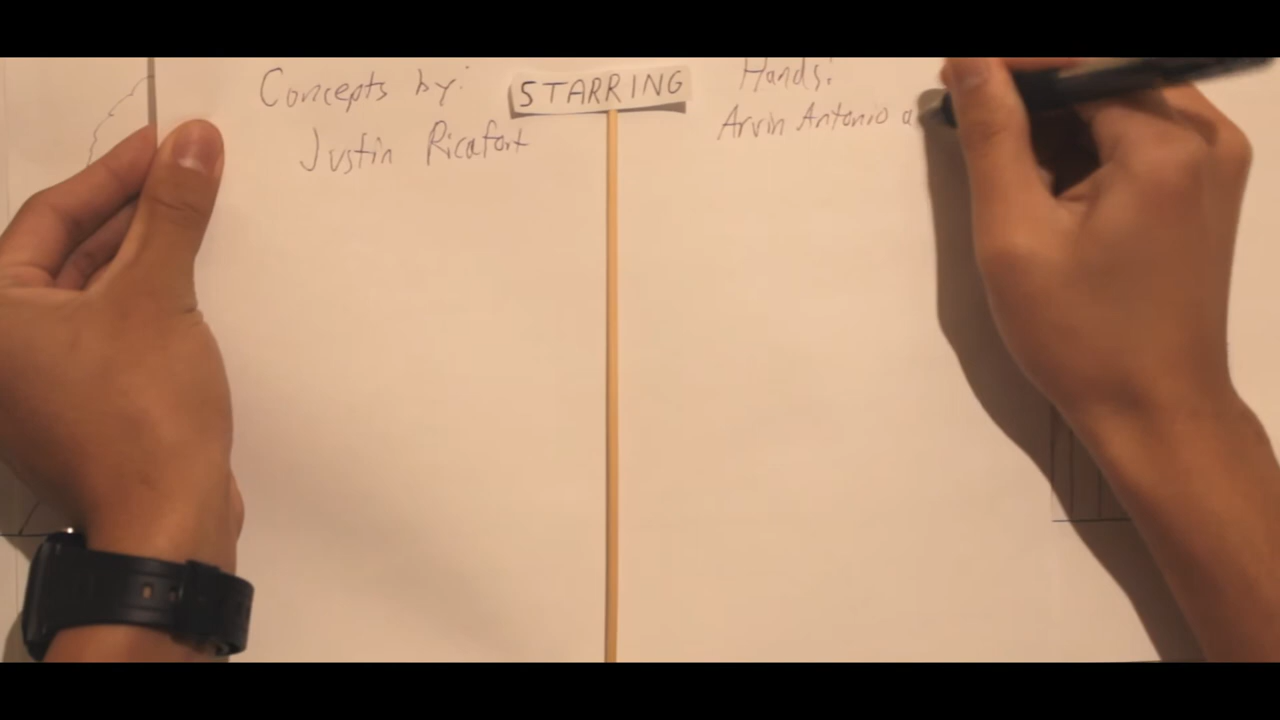 Concepts by:
Justin Ricafort
STARRING
Hands:
Arvin Antonio a